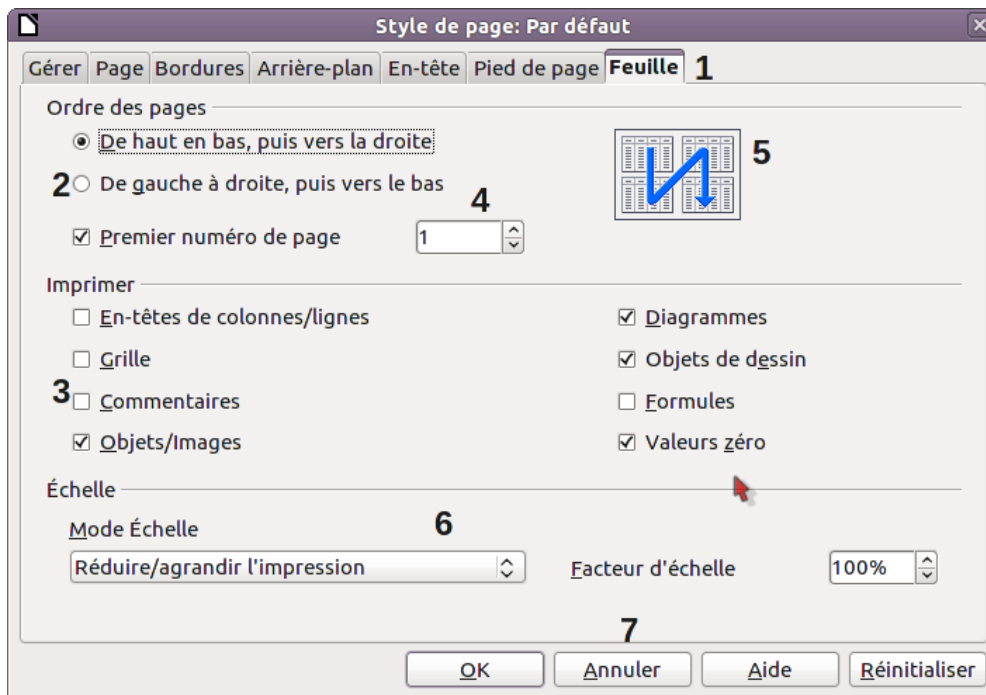 Style de page: Par défaut
Gérer Page Bordures Arrière-plan En-tête Pied de page Feuille 1
Ordre des pages
De haut en bas, puis vers la droite
5
2 De gauche à droite, puis vers le bas
4
Premier numéro de page 1
Imprimer
En-têtes de colonnes/lignes Diagrammes
Grille Objets de dessin
3 Commentaires Formules
Objets/Images Valeurs zéro
Échelle
6
Mode Échelle
Réduire/agrandir l'impression Facteur d'échelle 100%
7
OK Annuler Aide Réinitialiser